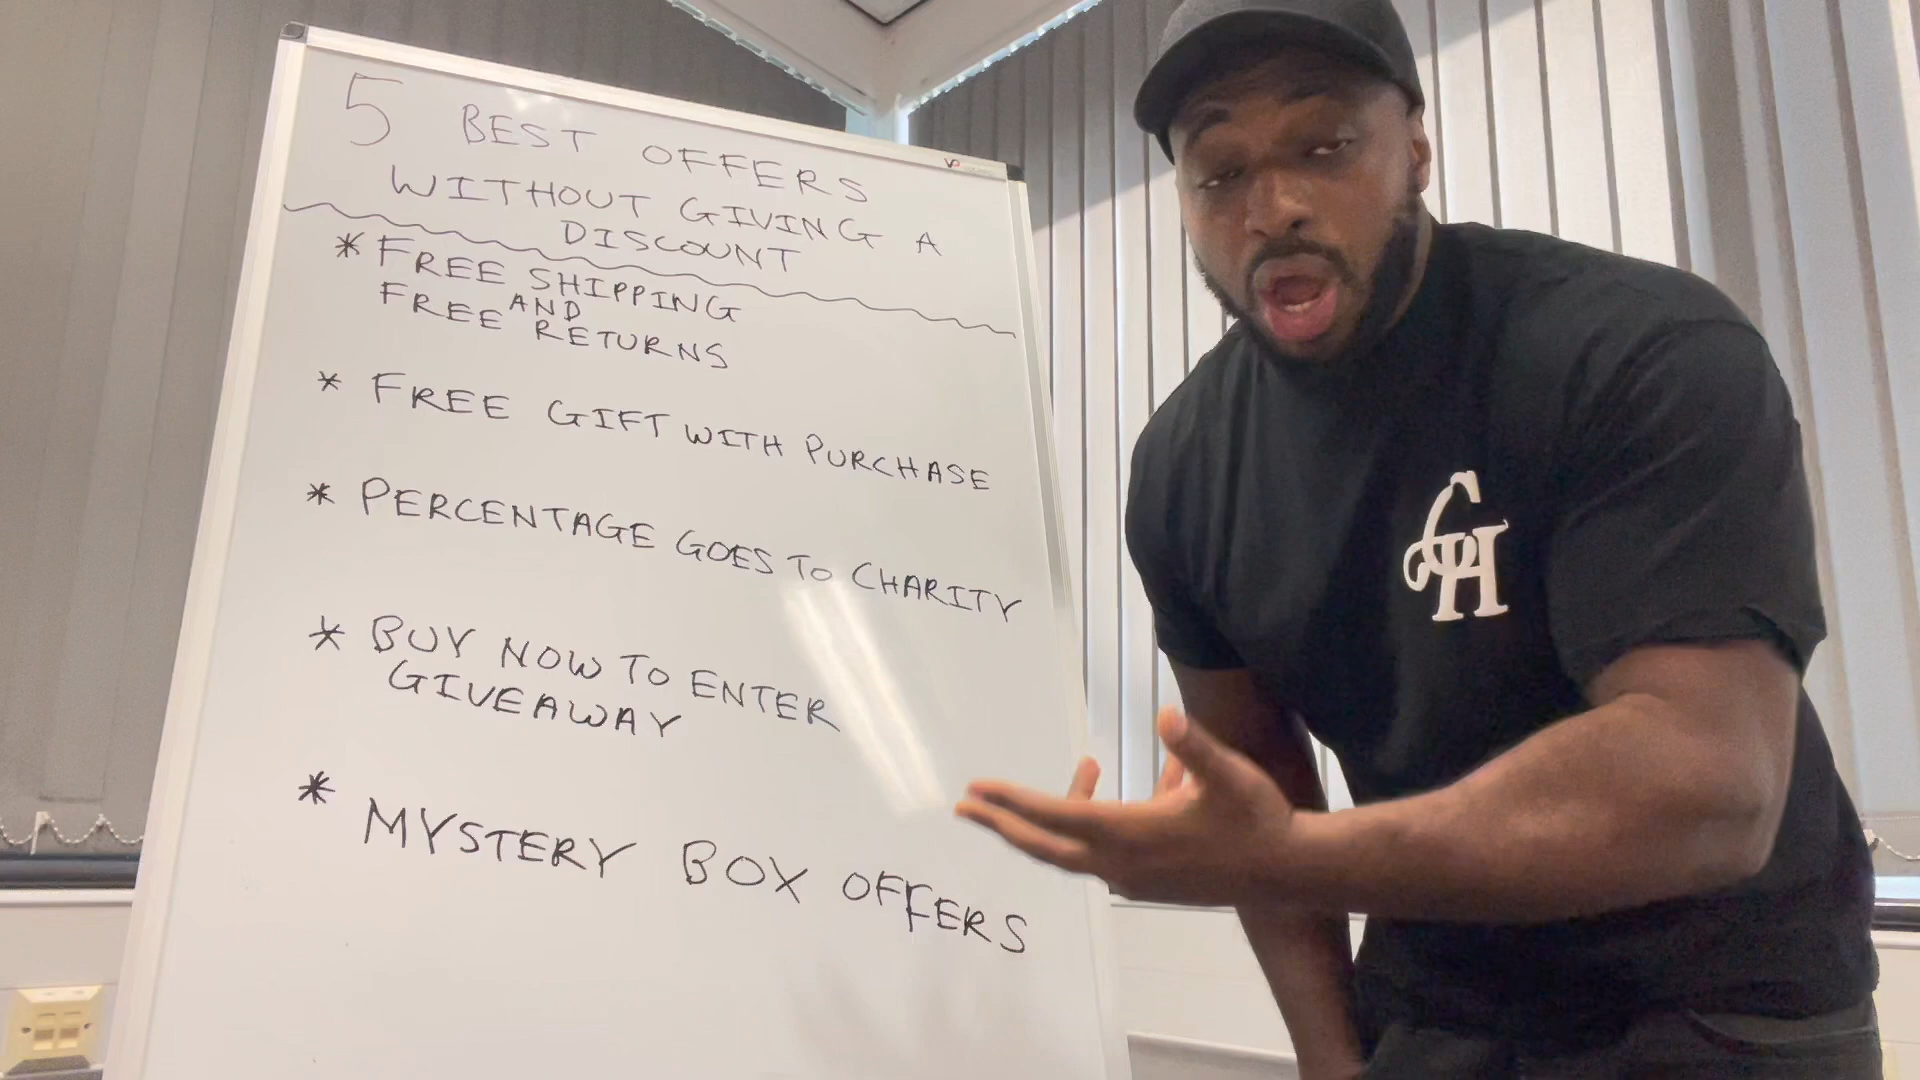 5 BEST OFFERS
WITHOUT GIVING A
DISCOUNT
* FREE SHIPPING
AND
FREE RETURNS
* FREE GIFT WITH PURCHASE
* PERCENTAGE GOES TO CHARITY
* BUY NOW TO ENTER
GIVEAWAY
* MYSTERY BOX OFFERS
GH